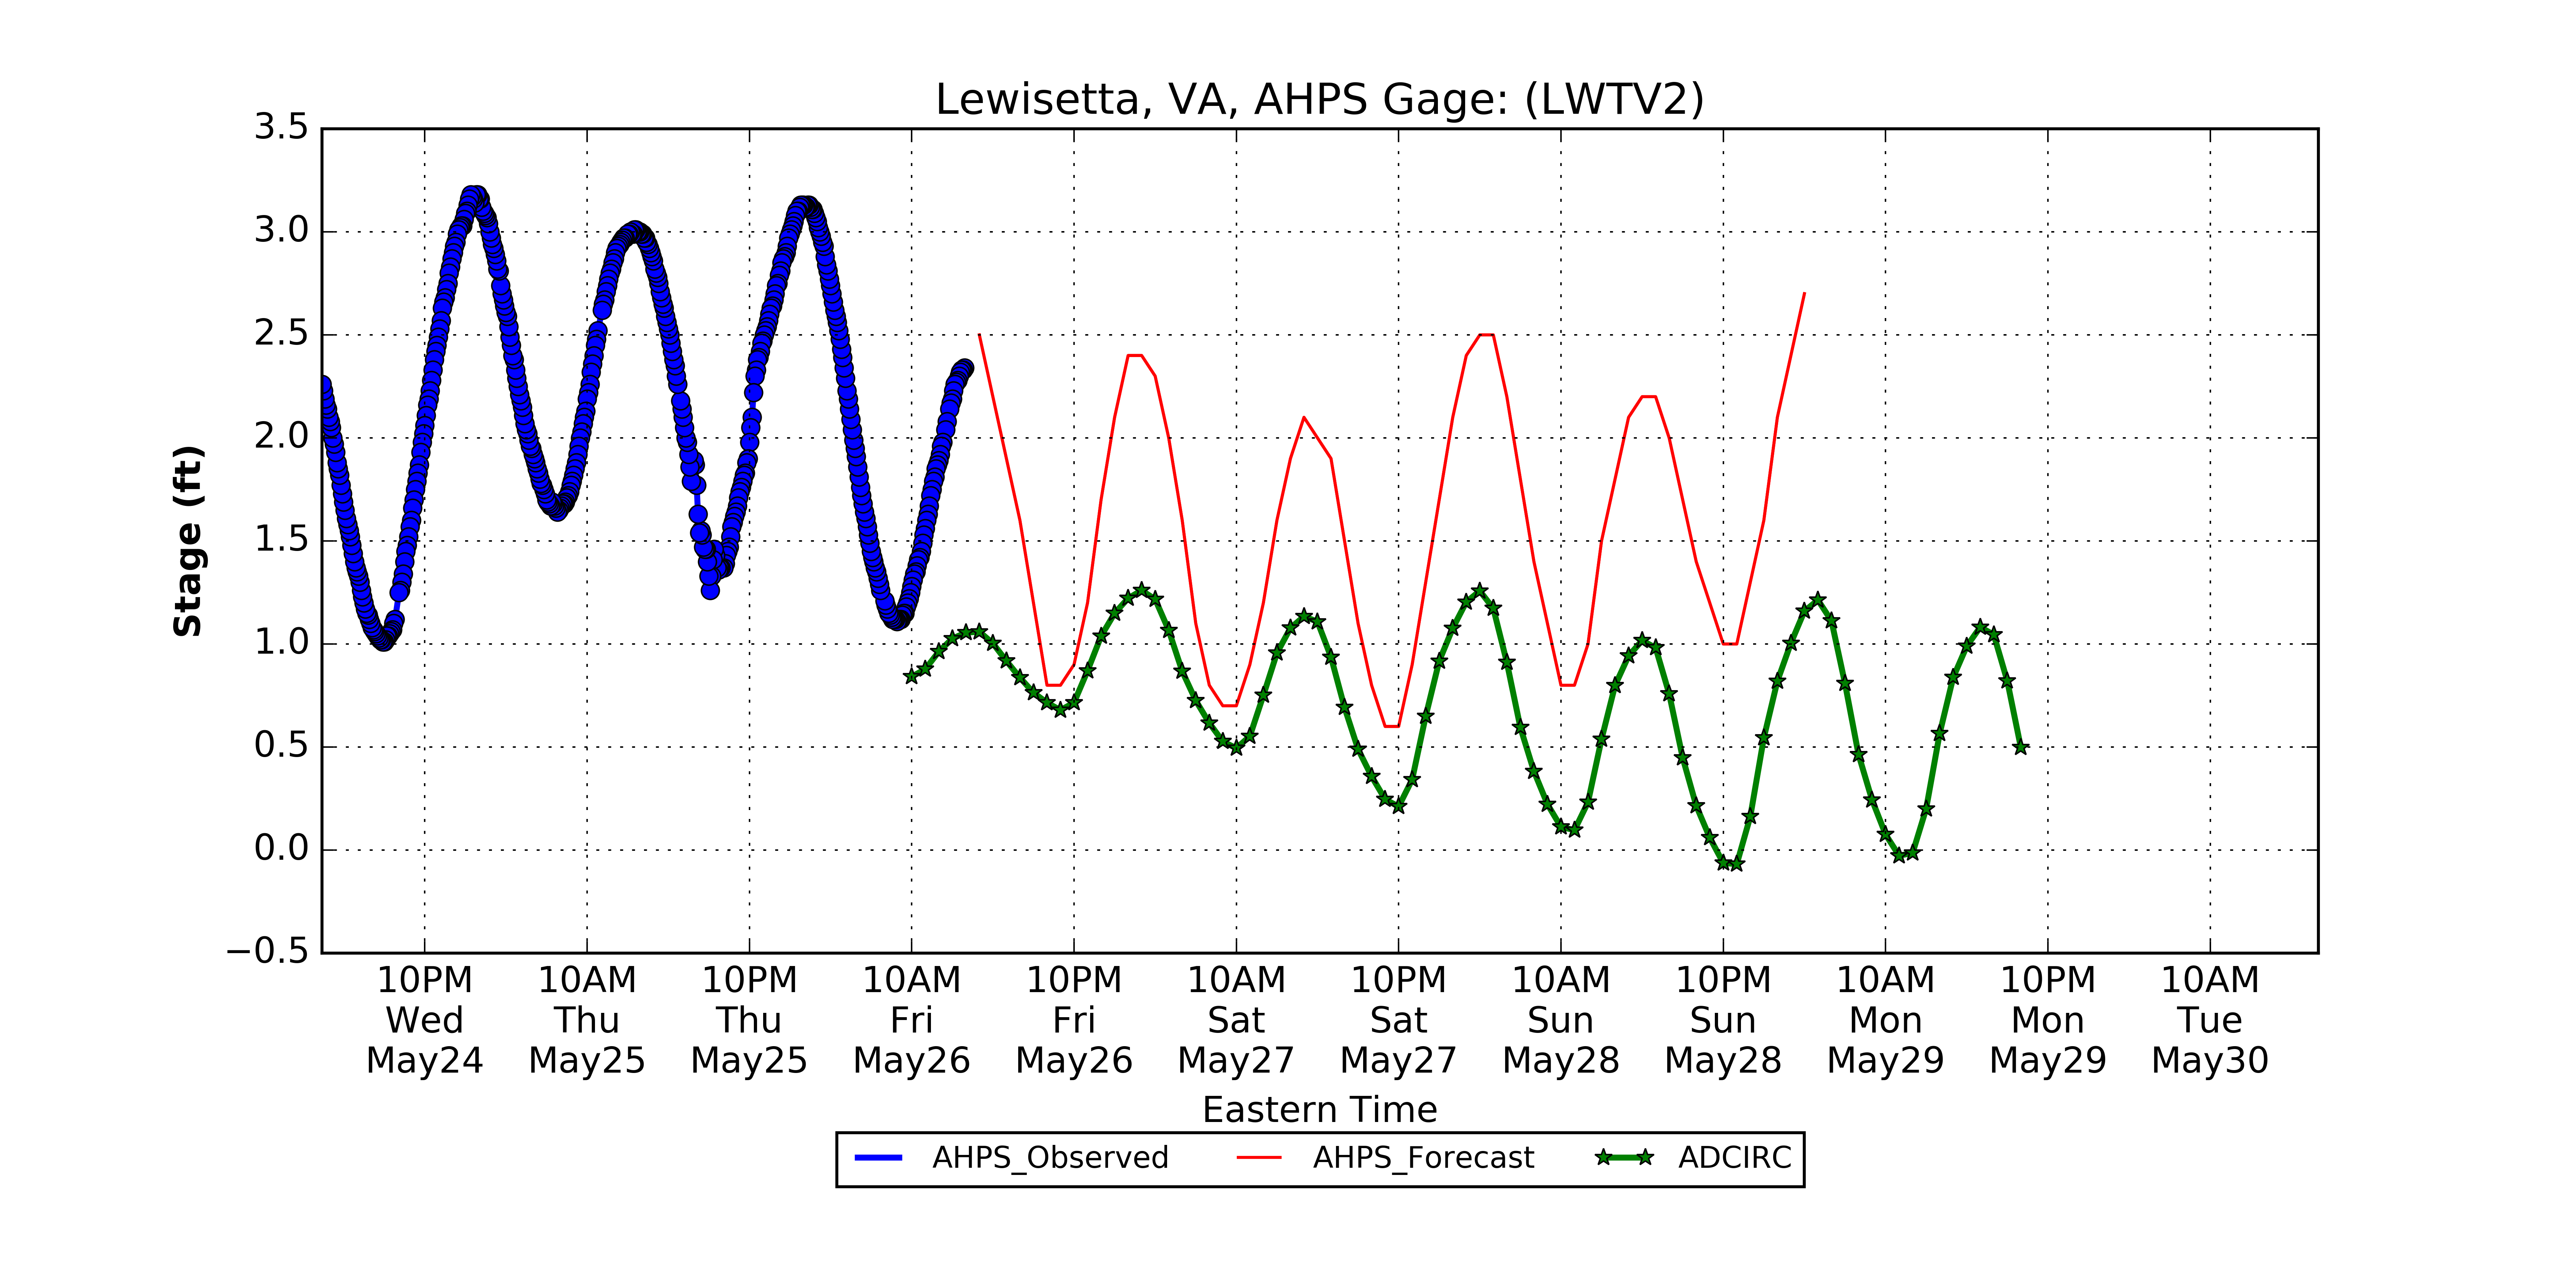 Lewisetta, VA, AHPS Gage: (LWTV2)
3.5
3.0
2.5
2.0
1.5
1.0
0.5
0.0
−0.5
Stage (ft)
10PM 10AM 10PM 10AM 10PM 10AM 10PM 10AM 10PM 10AM 10PM 10AM
Wed Thu Thu Fri Fri Sat Sat Sun Sun Mon Mon Tue
May24 May25 May25 May26 May26 May27 May27 May28 May28 May29 May29 May30
Eastern Time
AHPS_Observed AHPS_Forecast ADCIRC